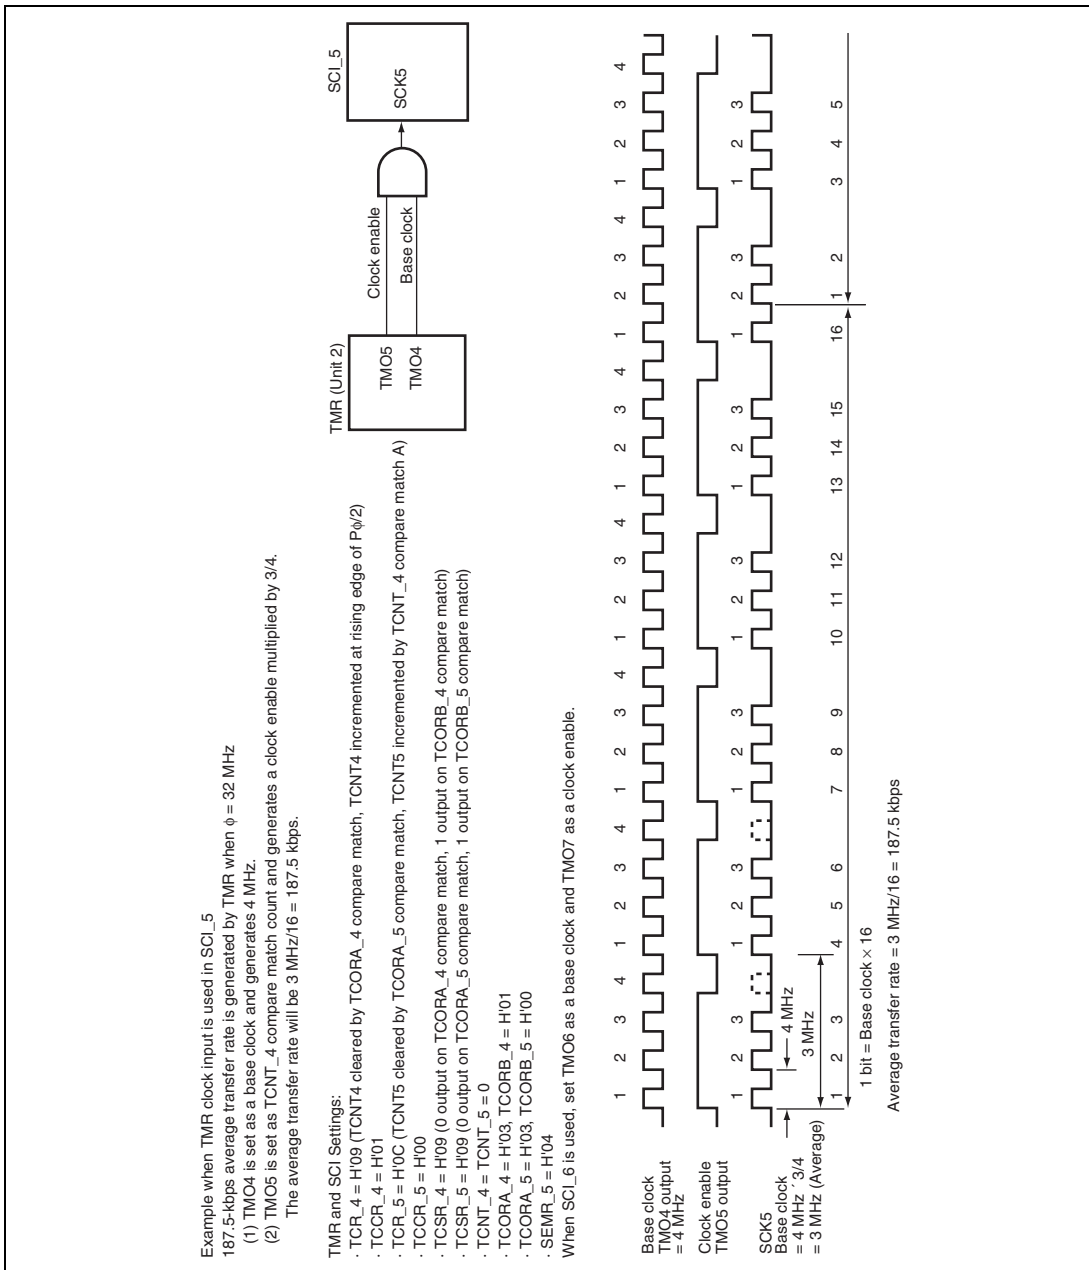 Example when TMR clock input is used in SCI_5
187.5-kbps average transfer rate is generated by TMR when ϕ = 32 MHz
(1) TMO4 is set as a base clock and generates 4 MHz.
(2) TMO5 is set as TCNT_4 compare match count and generates a clock enable multiplied by 3/4.
The average transfer rate will be 3 MHz/16 = 187.5 kbps.
TMR and SCI Settings:
· TCR_4 = H'09 (TCNT4 cleared by TCORA_4 compare match, TCNT4 incremented at rising edge of Pϕ/2)
· TCCR_4 = H'01
· TCR_5 = H'0C (TCNT5 cleared by TCORA_5 compare match, TCNT5 incremented by TCNT_4 compare match A)
· TCCR_5 = H'00
· TCSR_4 = H'09 (0 output on TCORA_4 compare match, 1 output on TCORB_4 compare match)
· TCSR_5 = H'09 (0 output on TCORA_5 compare match, 1 output on TCORB_5 compare match)
· TCNT_4 = TCNT_5 = 0
· TCORA_4 = H'03, TCORB_4 = H'01
· TCORA_5 = H'03, TCORB_5 = H'00
· SEMR_5 = H'04
When SCI_6 is used, set TMO6 as a base clock and TMO7 as a clock enable.
TMR (Unit 2)
TMO5
TMO4
Clock enable
Base clock
SCI_5
SCK5
Base clock
TMO4 output
= 4 MHz
1 2 3 4 1 2 3 4 1 2 3 4 1 2 3 4 1 2 3 4 1 2 3 4 1 2 3 4
Clock enable
TMO5 output
SCK5
Base clock
= 4 MHz ´ 3/4
= 3 MHz (Average)
1 2 3 1 2 3 1 2 3 1 2 3 1 2 3 1 2 3 1 2 3
4 MHz
3 MHz
1 2 3 4 5 6 7 8 9 10 11 12 13 14 15 16 1 2 3 4 5
1 bit = Base clock × 16
Average transfer rate = 3 MHz/16 = 187.5 kbps